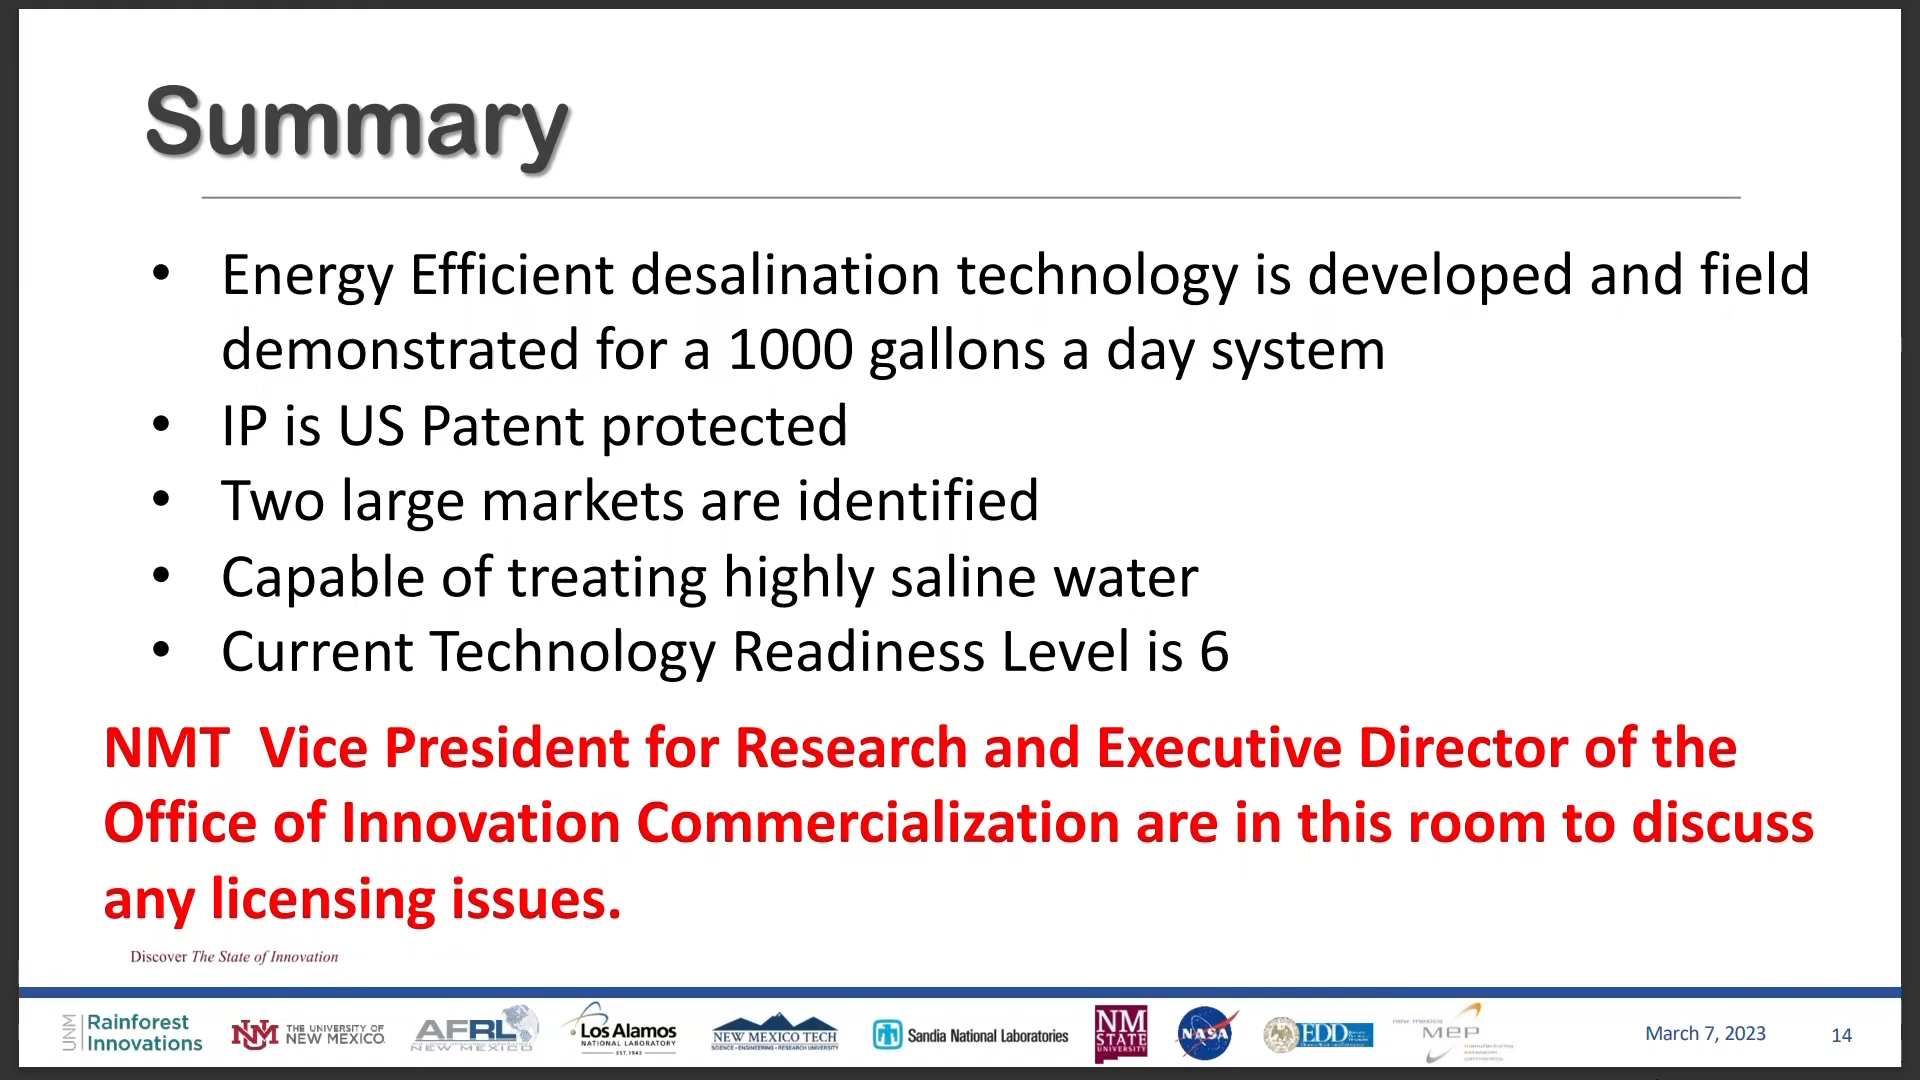 Summary
• Energy Efficient desalination technology is developed and field
demonstrated for a 1000 gallons a day system
• IP is US Patent protected
• Two large markets are identified
• Capable of treating highly saline water
• Current Technology Readiness Level is 6
NMT  Vice President for Research and Executive Director of the
Office of Innovation Commercialization are in this room to discuss
any licensing issues.
Discover The State of Innovation
UNM Rainforest
Innovations
NM THE UNIVERSITY OF
NEW MEXICO
AFRL
NEW MEXICO
Los Alamos
NATIONAL LABORATORY
EST. 1943
NEW MEXICO TECH
SCIENCE • ENGINEERING • RESEARCH UNIVERSITY
Sandia National Laboratories
NM
STATE
UNIVERSITY
NASA
EDD
new mexico
MEP
manufacturing
extension
partnership
March 7, 2023
14